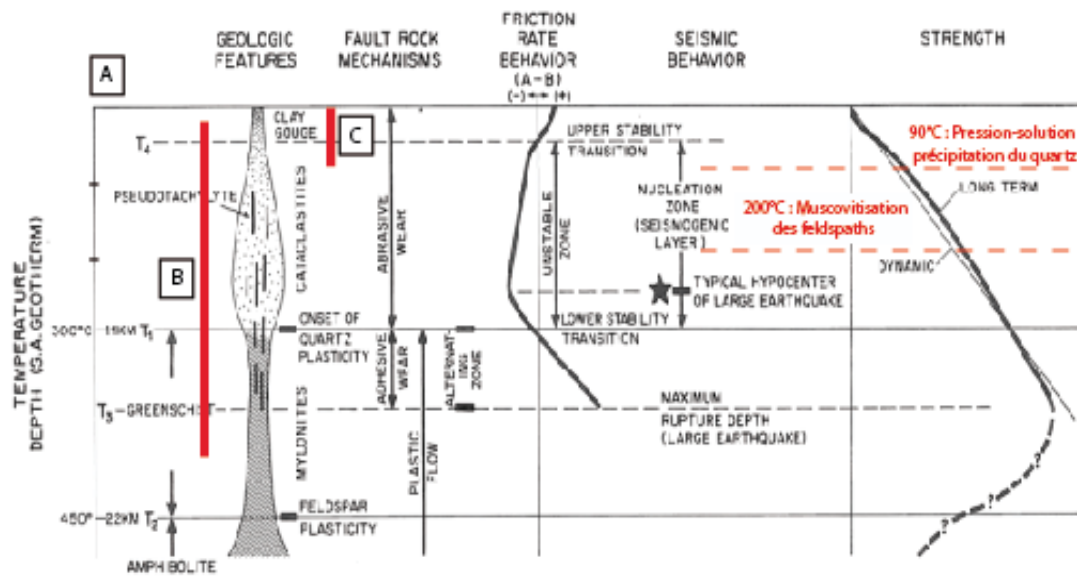 A
GEOLOGIC
FEATURES
FAULT ROCK
MECHANISMS
FRICTION
RATE
BEHAVIOR
(A-B)
(-) (+)
SEISMIC
BEHAVIOR
STRENGTH
CLAY
GOUGE
C
T4
UPPER STABILITY
TRANSITION
90°C : Pression-solution
précipitation du quartz
PSEUDOTACHYLYTE
CATACLASITES
ABRASIVE
WEAR
UNSTABLE
ZONE
NUCLEATION
ZONE
(SEISMOGENIC
LAYER)
LONG TERM
200°C : Muscovitisation
des feldspaths
DYNAMIC
B
TYPICAL HYPOCENTER
OF LARGE EARTHQUAKE
TEMPERATURE
DEPTH (S.A. GEOTHERM)
300°C
T1
ONSET OF
QUARTZ
PLASTICITY
LOWER STABILITY
TRANSITION
ADHESIVE
WEAR
ALTERNAT-
ING ZONE
T3-GREENSCHIST
MAXIMUM
RUPTURE DEPTH
(LARGE EARTHQUAKE)
MYLONITES
PLASTIC
FLOW
450°-22KM T2
FELDSPAR
PLASTICITY
?
?
?
AMPHIBOLITE